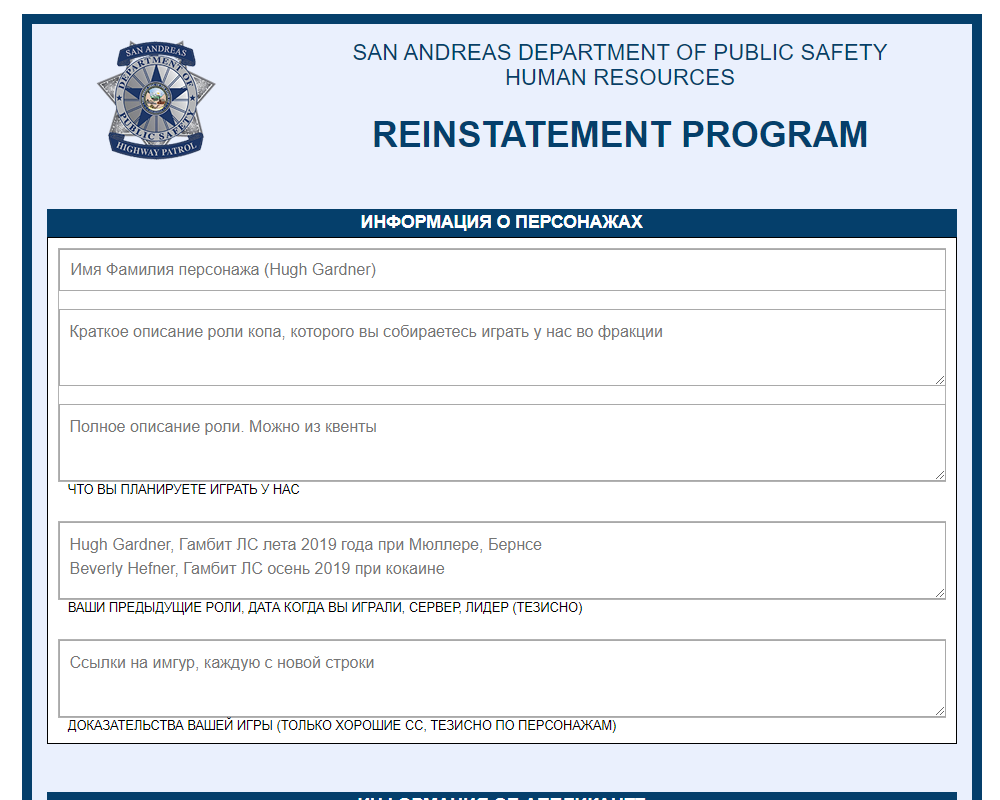 SAN ANDREAS
DEPARTMENT OF
PUBLIC SAFETY
HIGHWAY PATROL
SAN ANDREAS DEPARTMENT OF PUBLIC SAFETY
HUMAN RESOURCES
REINSTATEMENT PROGRAM
ИНФОРМАЦИЯ О ПЕРСОНАЖАХ
Имя Фамилия персонажа (Hugh Gardner)
Краткое описание роли копа, которого вы собираетесь играть у нас во фракции
Полное описание роли. Можно из квенты
ЧТО ВЫ ПЛАНИРУЕТЕ ИГРАТЬ У НАС
Hugh Gardner, Гамбит ЛС лета 2019 года при Мюллере, Бернсе
Beverly Hefner, Гамбит ЛС осень 2019 при кокаине
ВАШИ ПРЕДЫДУЩИЕ РОЛИ, ДАТА КОГДА ВЫ ИГРАЛИ, СЕРВЕР, ЛИДЕР (ТЕЗИСНО)
Ссылки на имгур, каждую с новой строки
ДОКАЗАТЕЛЬСТВА ВАШЕЙ ИГРЫ (ТОЛЬКО ХОРОШИЕ СС, ТЕЗИСНО ПО ПЕРСОНАЖАМ)